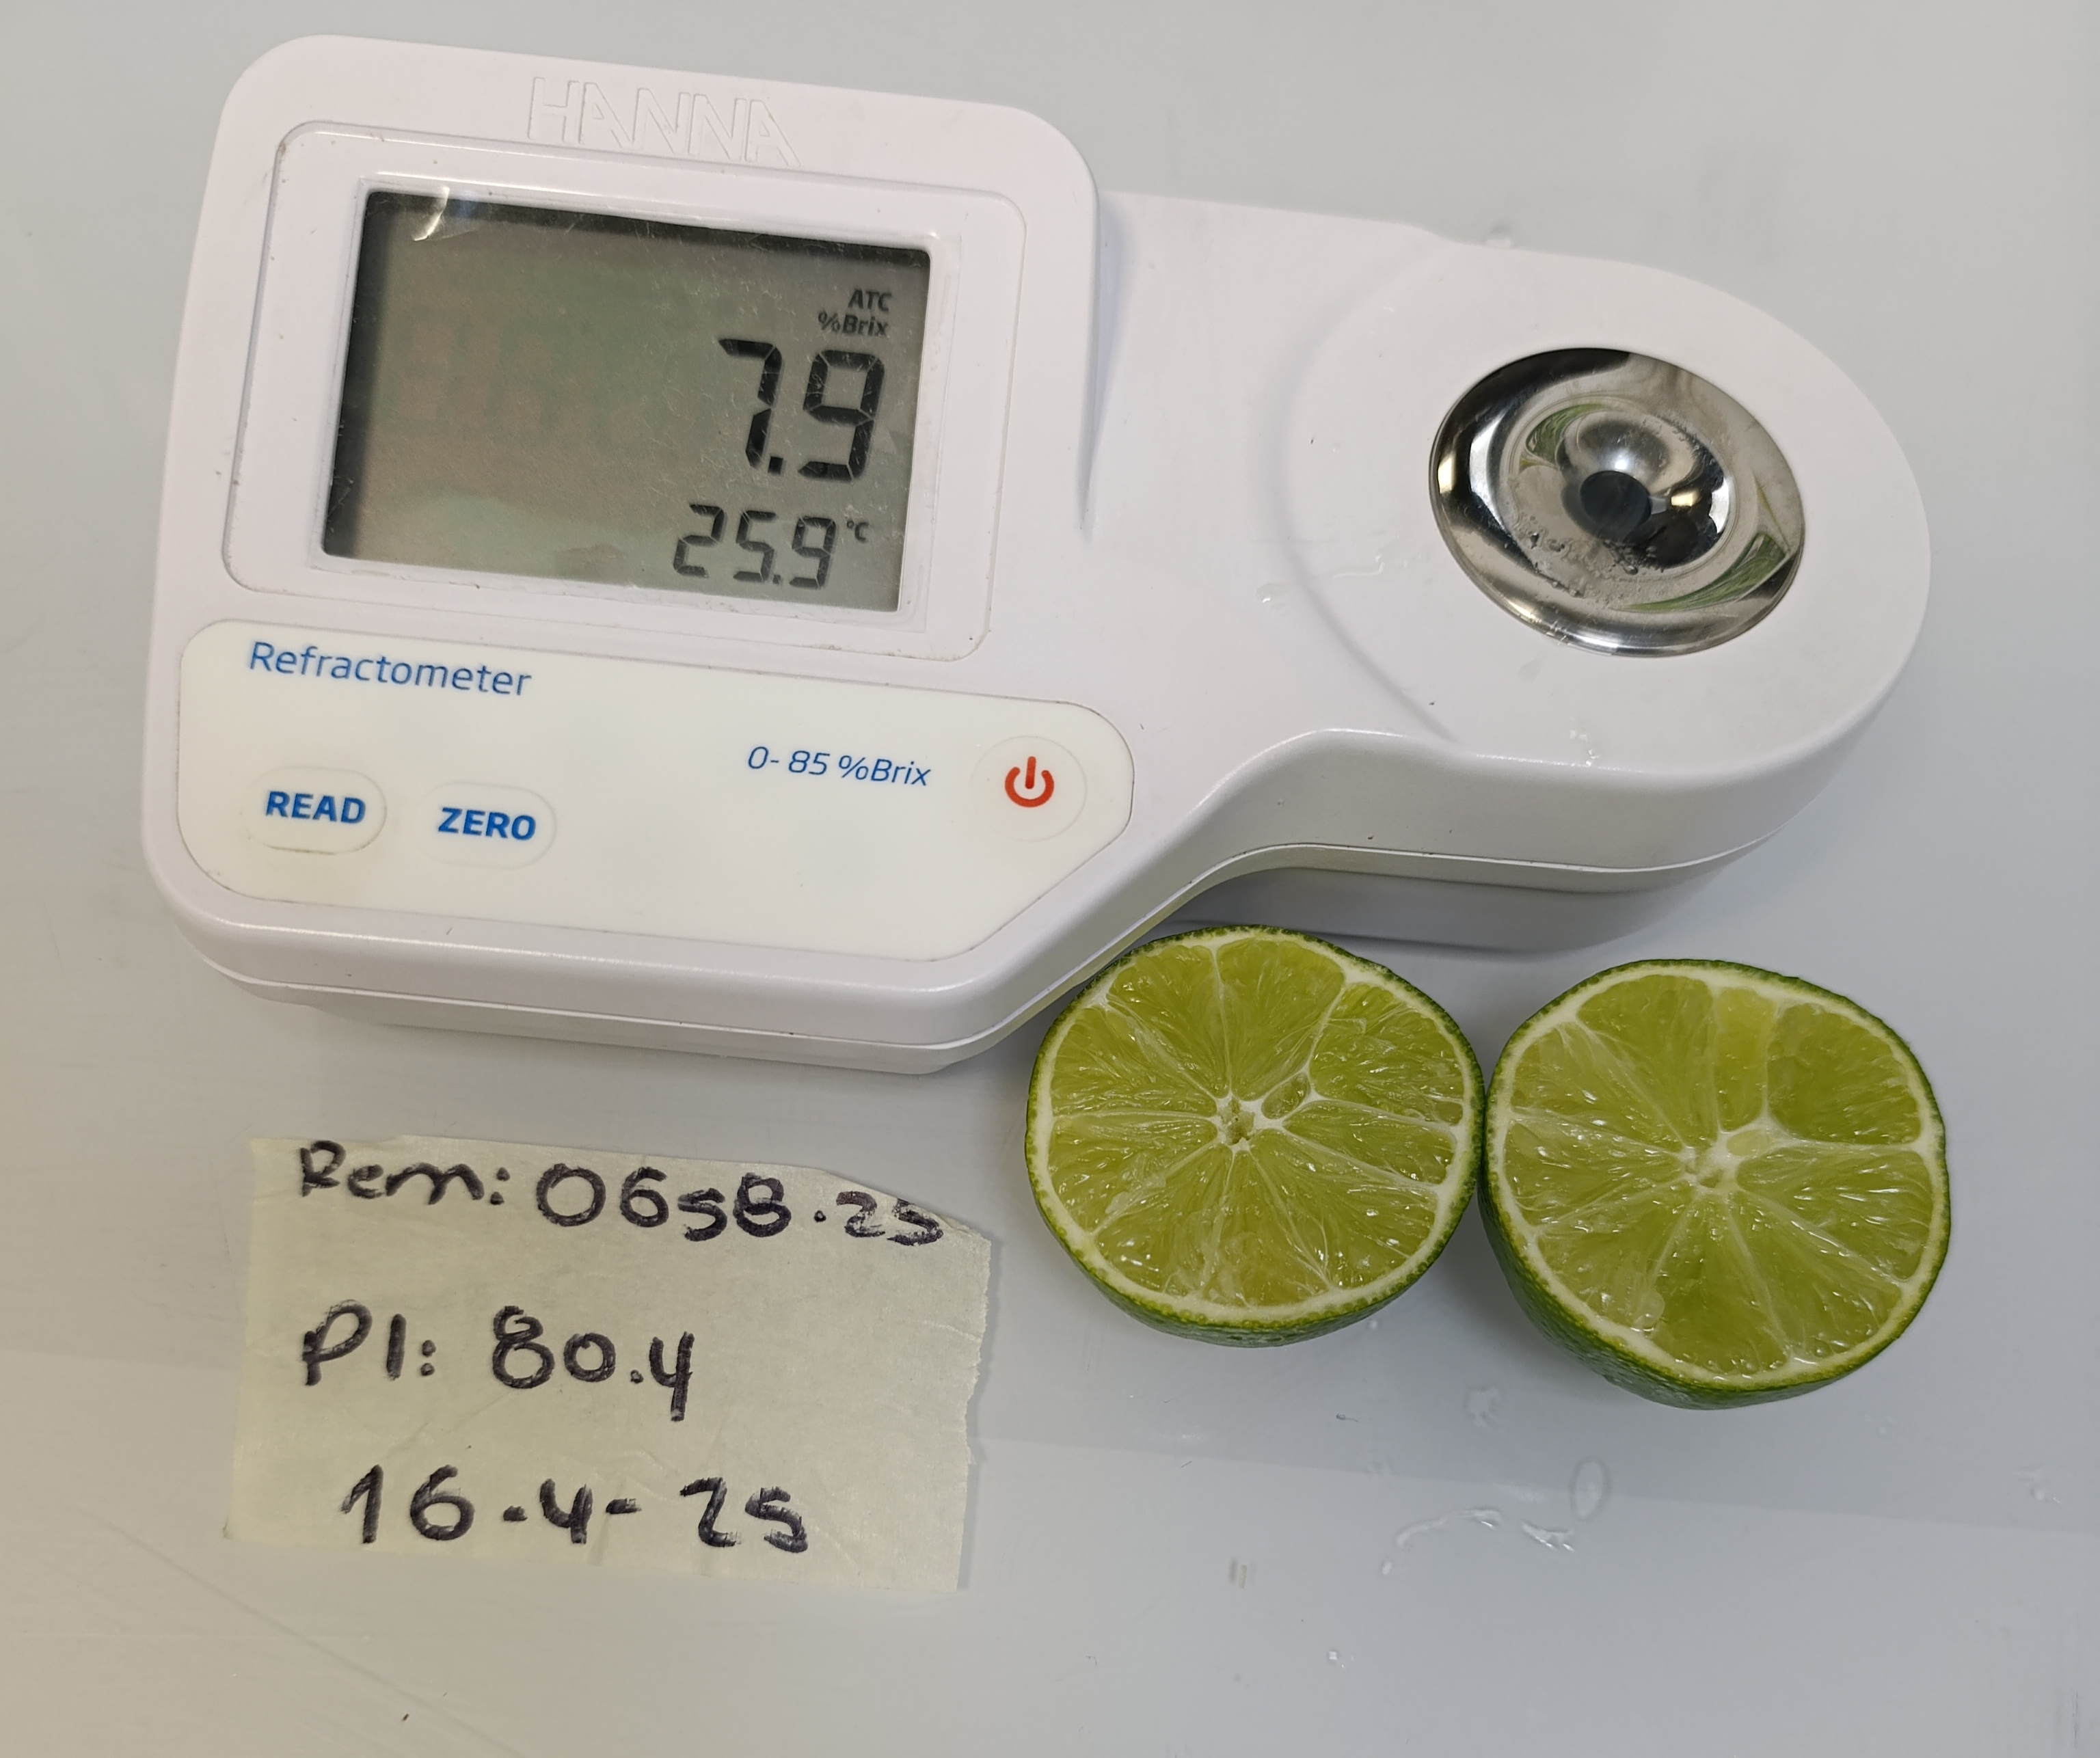 HANNA
ATC
%Brix
7.9
25.9 °C
Refractometer
0- 85 %Brix
READ ZERO
Rem: 0658.25
PI: 80.4
16-4-25